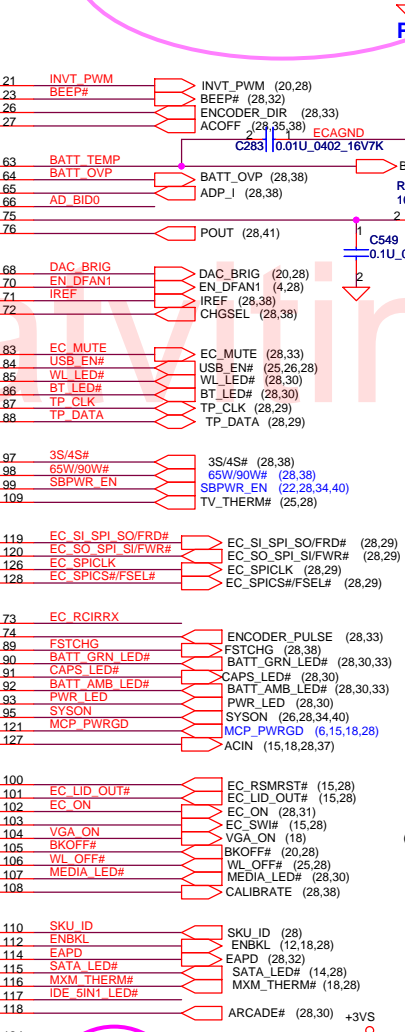 21 INVT_PWM INVT_PWM (20,28)
23 BEEP# BEEP# (28,32)
26 ENCODER_DIR (28,33)
27 ACOFF (28,35,38)
2 1 ECAGND
C283 0.01U_0402_16V7K
63 BATT_TEMP
64 BATT_OVP BATT_OVP (28,38)
65 ADP_I (28,38)
66 AD_BID0
75 2
76 POUT (28,41)
1
C549
0.1U_0
2
68 DAC_BRIG DAC_BRIG (20,28)
70 EN_DFAN1 EN_DFAN1 (4,28)
71 IREF IREF (28,38)
72 CHGSEL (28,38)
83 EC_MUTE EC_MUTE (28,33)
84 USB_EN# USB_EN# (25,26,28)
85 WL_LED# WL_LED# (28,30)
86 BT_LED# BT_LED# (28,30)
87 TP_CLK TP_CLK (28,29)
88 TP_DATA TP_DATA (28,29)
97 3S/4S# 3S/4S# (28,38)
98 65W/90W# 65W/90W# (28,38)
99 SBPWR_EN SBPWR_EN (22,28,34,40)
109 TV_THERM# (25,28)
119 EC_SI_SPI_SO/FRD# EC_SI_SPI_SO/FRD# (28,29)
120 EC_SO_SPI_SI/FWR# EC_SO_SPI_SI/FWR# (28,29)
126 EC_SPICLK EC_SPICLK (28,29)
128 EC_SPICS#/FSEL# EC_SPICS#/FSEL# (28,29)
73 EC_RCIRRX
74 ENCODER_PULSE (28,33)
89 FSTCHG FSTCHG (28,38)
90 BATT_GRN_LED# BATT_GRN_LED# (28,30,33)
91 CAPS_LED# CAPS_LED# (28,30)
92 BATT_AMB_LED# BATT_AMB_LED# (28,30,33)
93 PWR_LED PWR_LED (28,30)
95 SYSON SYSON (26,28,34,40)
121 MCP_PWRGD MCP_PWRGD (6,15,18,28)
127 ACIN (15,18,28,37)
100 EC_RSMRST# (15,28)
101 EC_LID_OUT# EC_LID_OUT# (15,28)
102 EC_ON EC_ON (28,31)
103 EC_SWI# (15,28)
104 VGA_ON VGA_ON (18)
105 BKOFF# BKOFF# (20,28)
106 WL_OFF# WL_OFF# (25,28)
107 MEDIA_LED# MEDIA_LED# (28,30)
108 CALIBRATE (28,38)
110 SKU_ID SKU_ID (28)
112 ENBKL ENBKL (12,18,28)
114 EAPD EAPD (28,32)
115 SATA_LED# SATA_LED# (14,28)
116 MXM_THERM# MXM_THERM# (18,28)
117 IDE_5IN1_LED#
118 ARCADE# (28,30)
+3VS